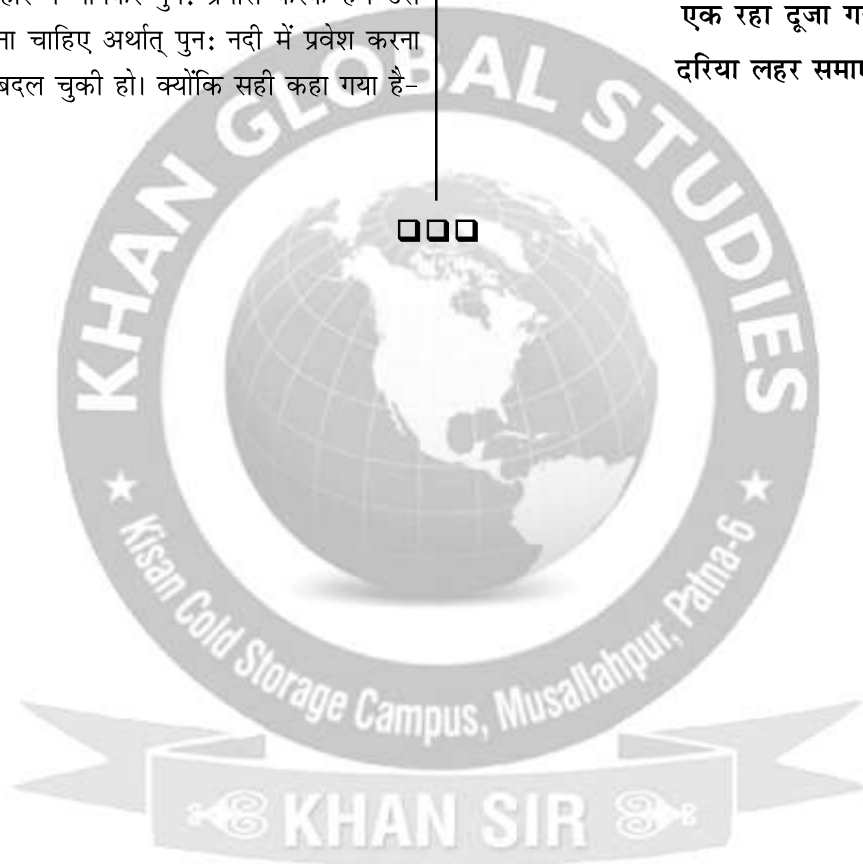 ना चाहिए अर्थात् पुन: नदी में प्रवेश करना
बदल चुकी हो। क्योंकि सही कहा गया है-
एक रहा दूजा
दरिया लहर
KHAN GLOBAL STUDIES
Kisan Cold Storage Campus, Musallahpur, Patna-6
KHAN SIR